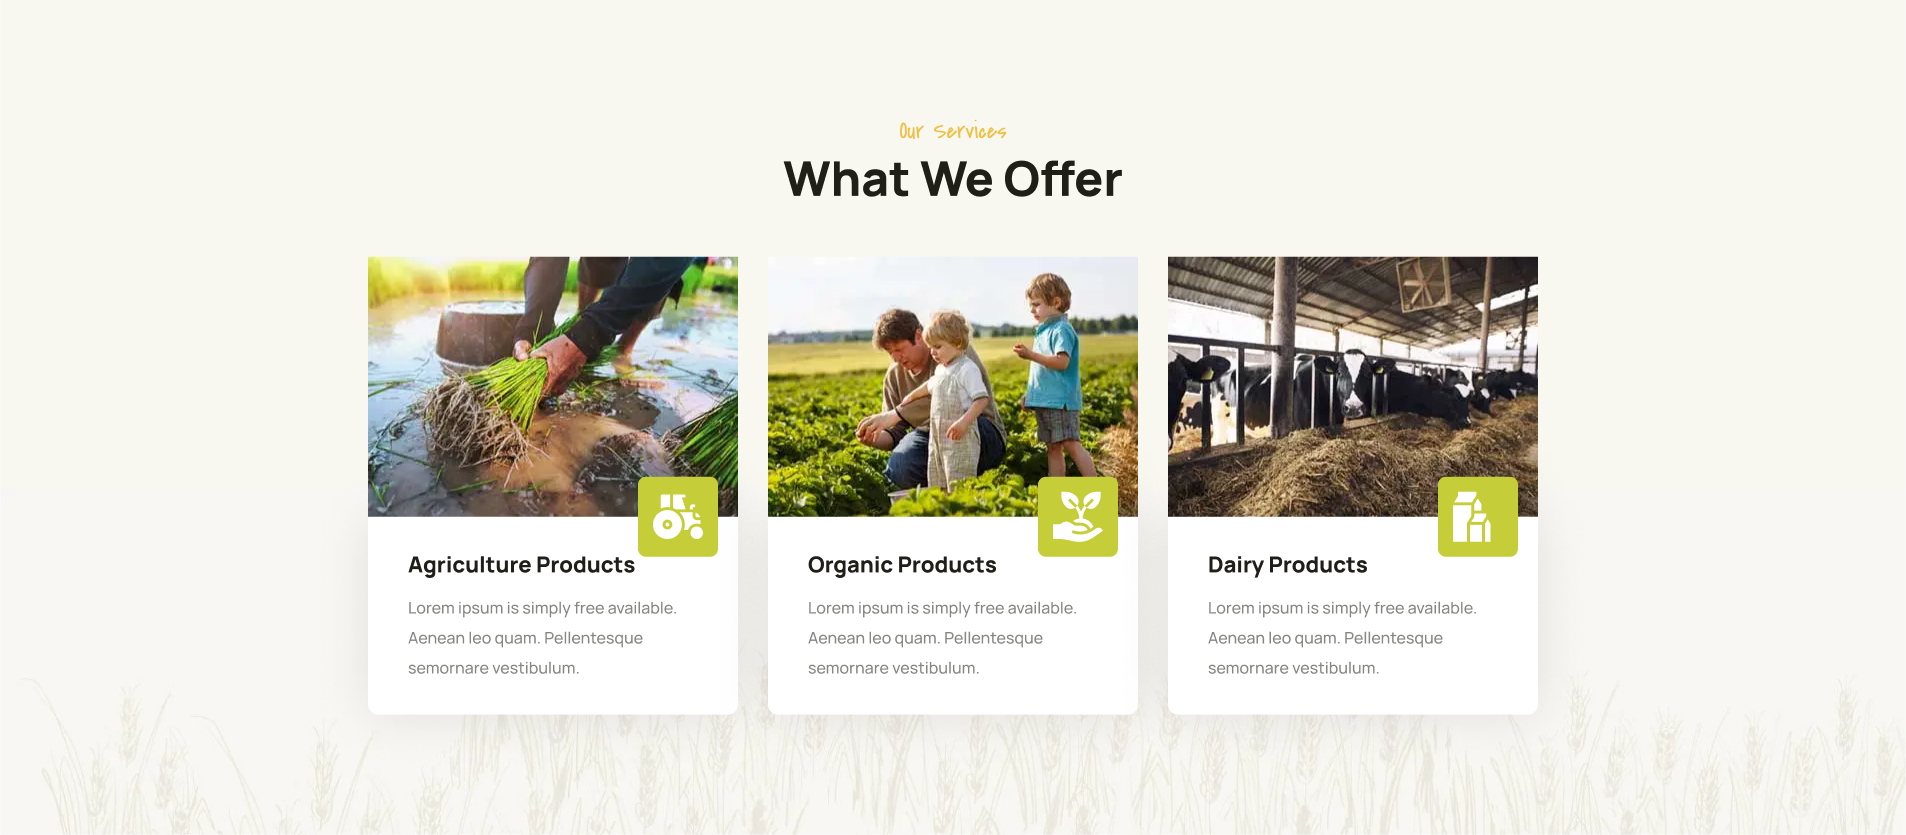 Our Services
What We Offer
Agriculture Products
Lorem ipsum is simply free available.
Aenean leo quam. Pellentesque
semornare vestibulum.
Organic Products
Lorem ipsum is simply free available.
Aenean leo quam. Pellentesque
semornare vestibulum.
Dairy Products
Lorem ipsum is simply free available.
Aenean leo quam. Pellentesque
semornare vestibulum.